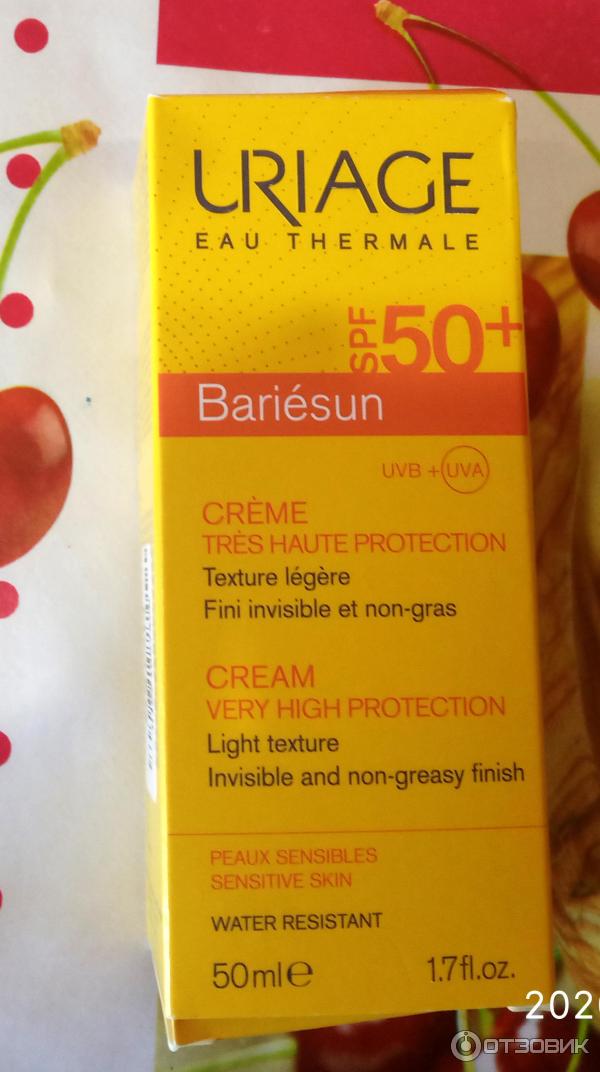 URIAGE
EAU THERMALE
SPF 50+
Bariésun
UVB + UVA
CRÈME
TRÈS HAUTE PROTECTION
Texture légère
Fini invisible et non-gras
CREAM
VERY HIGH PROTECTION
Light texture
Invisible and non-greasy finish
PEAUX SENSIBLES
SENSITIVE SKIN
WATER RESISTANT
50ml e 1.7fl.oz.
2020
ОТЗОВИК